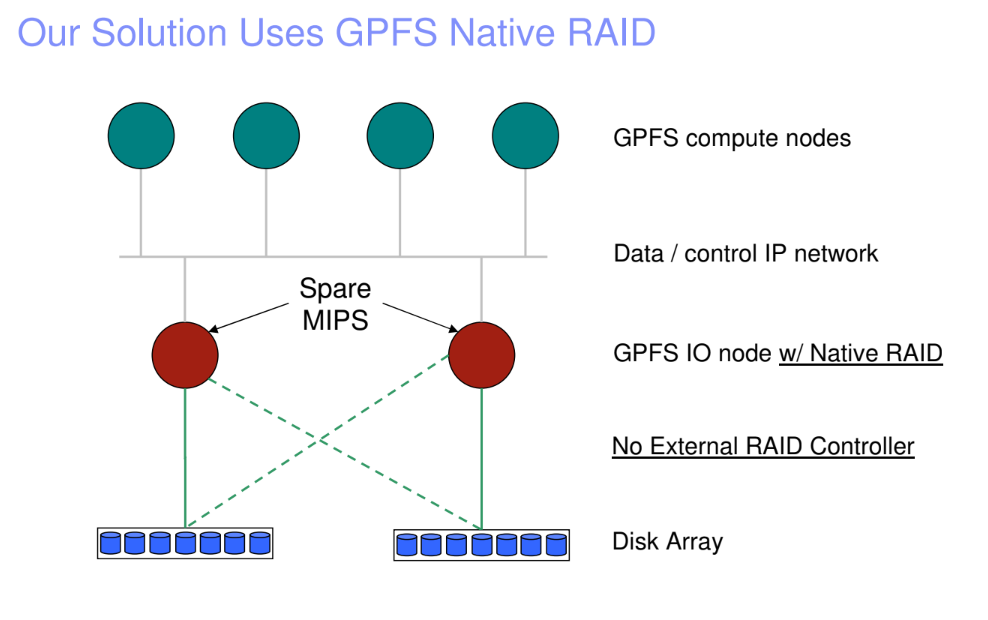 Our Solution Uses GPFS Native RAID
GPFS compute nodes
Data / control IP network
Spare
MIPS
GPFS IO node w/ Native RAID
No External RAID Controller
Disk Array